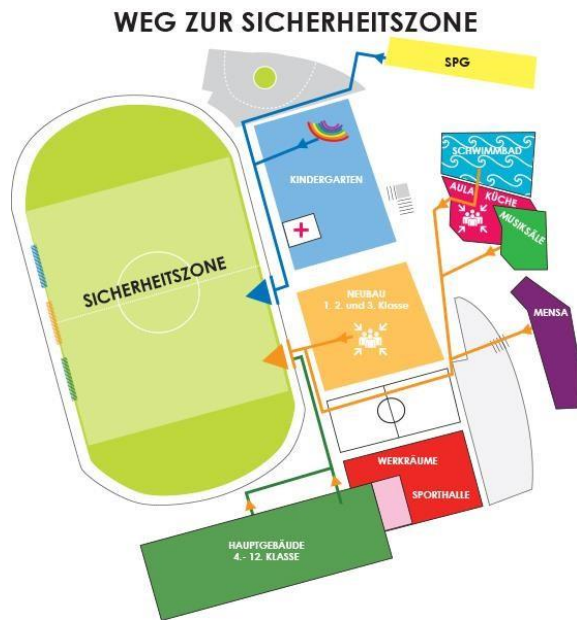 WEG ZUR SICHERHEITSZONE
SPG
SCHWIMMBAD
KINDERGARTEN
AULA
KÜCHE
MUSIKSÄLE
SICHERHEITSZONE
NEUBAU
1. 2. und 3. Klasse
MENSA
WERKRÄUME
SPORTHALLE
HAUPTGEBÄUDE
4.- 12. KLASSE